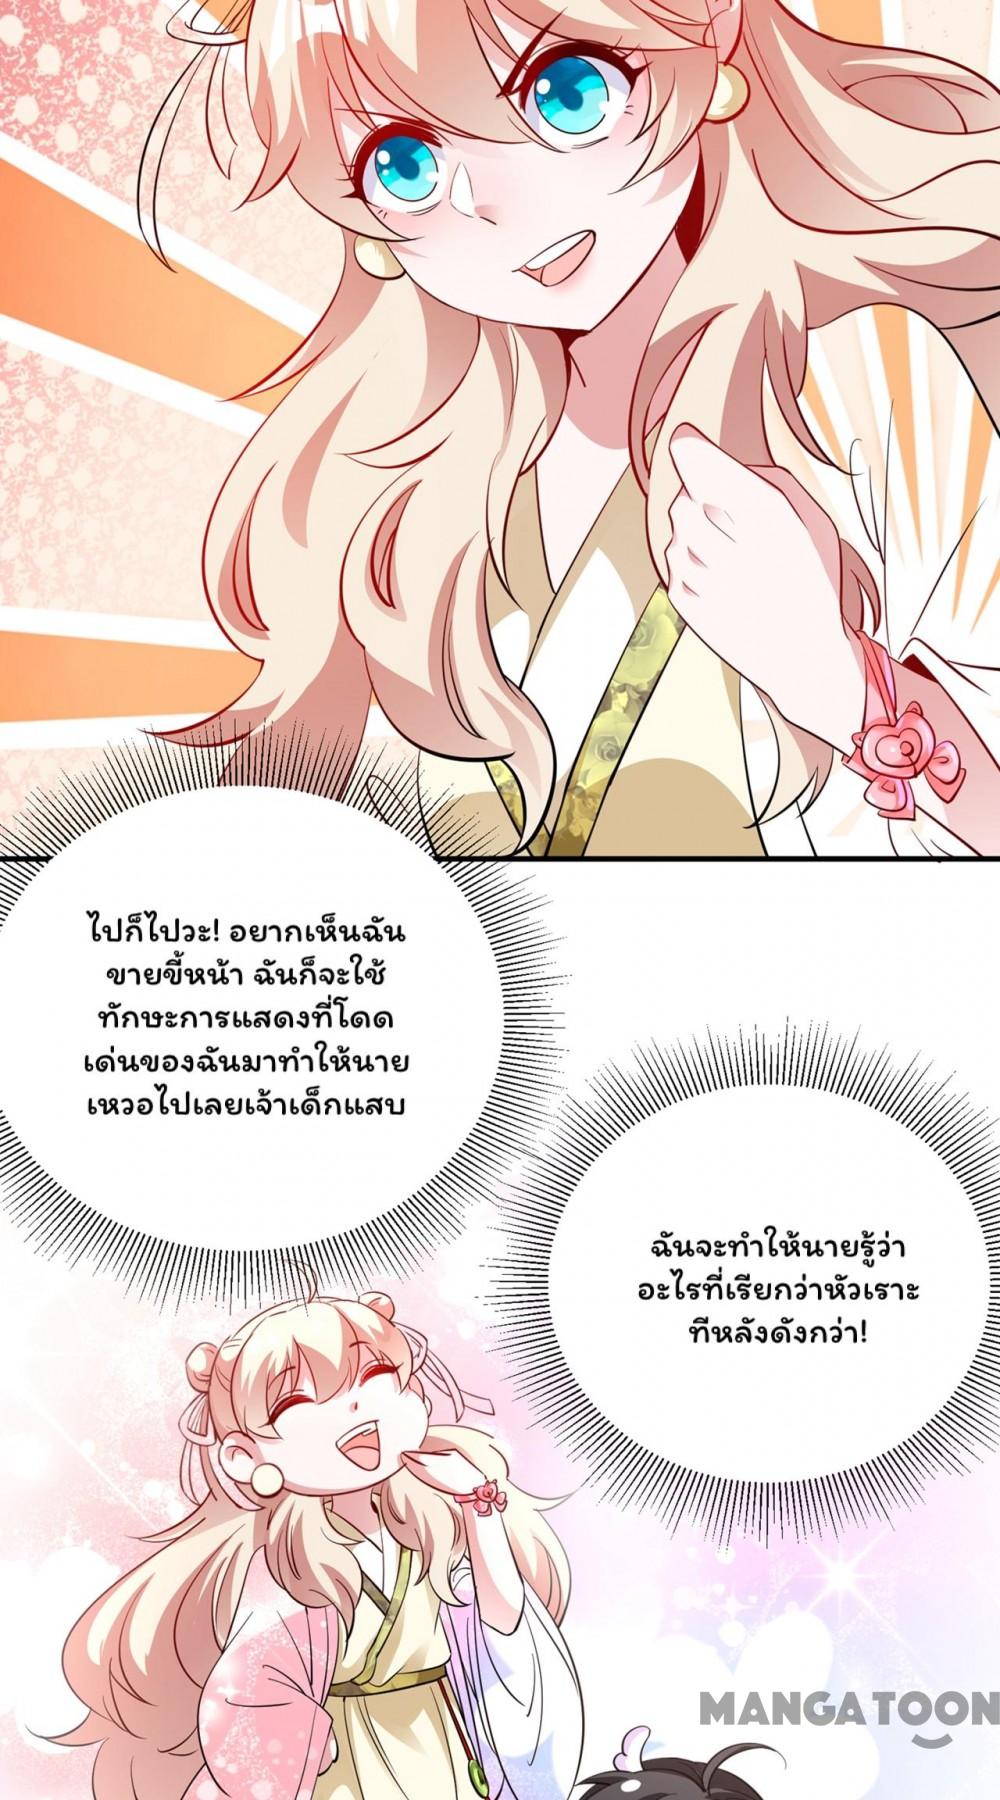 ไปก็ไปวะ! อยากเห็นฉัน
ขายขี้หน้า ฉันก็จะใช้
ทักษะการแสดงที่โดด
เด่นของฉันมาทำให้นาย
เหวอไปเลยเจ้าเด็กแสบ
ฉันจะทำให้นายรู้ว่า
อะไรที่เรียกว่าหัวเราะ
ทีหลังดังกว่า!
MANGATOON